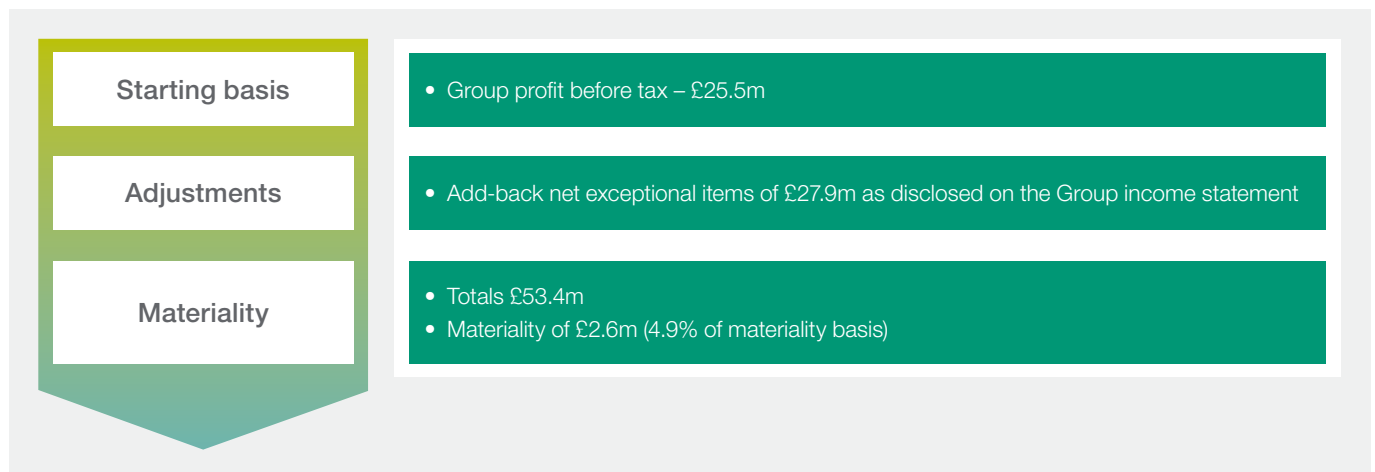 Starting basis
• Group profit before tax – £25.5m
Adjustments
• Add-back net exceptional items of £27.9m as disclosed on the Group income statement
Materiality
• Totals £53.4m
• Materiality of £2.6m (4.9% of materiality basis)